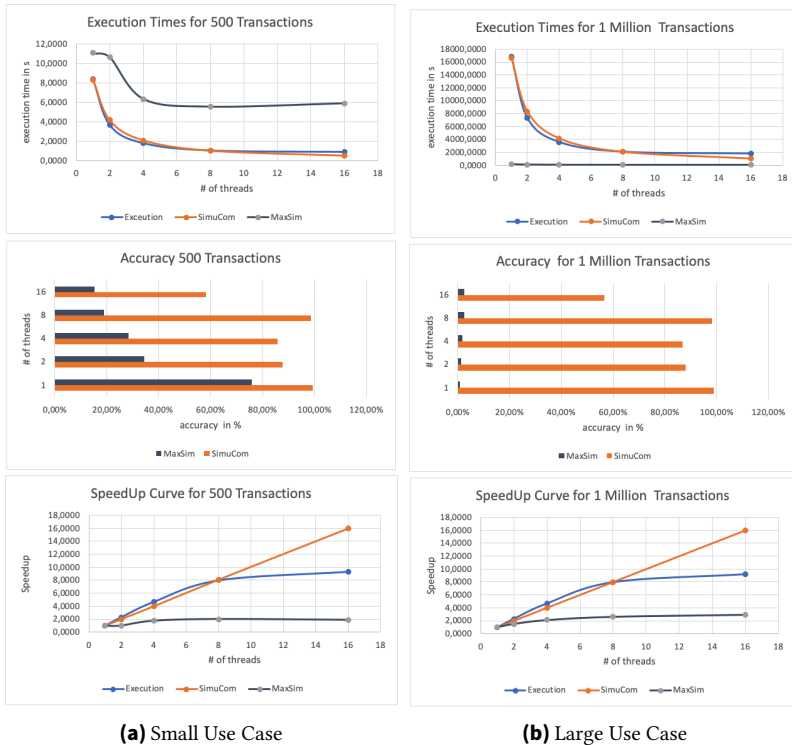 Execution Times for 500 Transactions
12,0000
10,0000
8,0000
6,0000
4,0000
2,0000
0,0000
execution time in s
0 2 4 6 8 10 12 14 16 18
# of threads
Excecution SimuCom MaxSim
Accuracy 500 Transactions
16
8
4
2
1
# of threads
0,00% 20,00% 40,00% 60,00% 80,00% 100,00% 120,00%
accuracy in %
MaxSim SimuCom
SpeedUp Curve for 500 Transactions
18,0000
16,0000
14,0000
12,0000
10,0000
8,0000
6,0000
4,0000
2,0000
0,0000
Speedup
0 2 4 6 8 10 12 14 16 18
# of threads
Execution SimuCom MaxSim
(a) Small Use Case
Execution Times for 1 Million Transactions
18000,0000
16000,0000
14000,0000
12000,0000
10000,0000
8000,0000
6000,0000
4000,0000
2000,0000
0,0000
execution time in s
0 2 4 6 8 10 12 14 16 18
# of threads
Execution SimuCom MaxSim
Accuracy for 1 Million Transactions
16
8
4
2
1
# of threads
0,00% 20,00% 40,00% 60,00% 80,00% 100,00% 120,00%
accuracy in %
MaxSim SimuCom
SpeedUp Curve for 1 Million Transactions
18,0000
16,0000
14,0000
12,0000
10,0000
8,0000
6,0000
4,0000
2,0000
0,0000
Speedup
0 2 4 6 8 10 12 14 16 18
# of threads
Execution SimuCom MaxSim
(b) Large Use Case